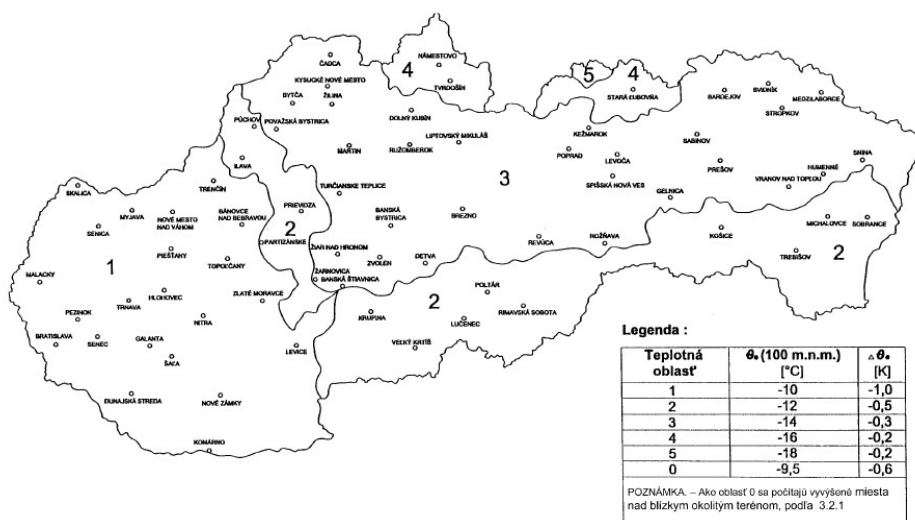 ČADCA
4
NÁMESTOVO
TVRDOŠÍN
5
4
STARÁ ĽUBOVŇA
KYSUCKÉ NOVÉ MESTO
BYTČA
ŽILINA
BARDEJOV
SVIDNÍK
MEDZILABORCE
STROPKOV
PÚCHOV
POVAŽSKÁ BYSTRICA
DOLNÝ KUBÍN
KEŽMAROK
SABINOV
ILAVA
MARTIN
RUŽOMBEROK
LIPTOVSKÝ MIKULÁŠ
POPRAD
LEVOČA
PREŠOV
HUMENNÉ
SNINA
VRANOV NAD TOPĽOU
SKALICA
TRENČÍN
TURČIANSKE TEPLICE
3
SPIŠSKÁ NOVÁ VES
GELNICA
MYJAVA
NOVÉ MESTO
NAD VÁHOM
BÁNOVCE
NAD BEBRAVOU
PRIEVIDZA
BANSKÁ
BYSTRICA
BREZNO
MICHALOVCE
SOBRANCE
SENICA
2
PARTIZÁNSKE
REVÚCA
ROŽŇAVA
KOŠICE
2
TREBIŠOV
1
PIEŠŤANY
TOPOĽČANY
ŽIAR NAD HRONOM
ZVOLEN
DETVA
MALACKY
ŽARNOVICA
BANSKÁ ŠTIAVNICA
PEZINOK
TRNAVA
HLOHOVEC
ZLATÉ MORAVCE
2
POLTÁR
NITRA
KRUPINA
LUČENEC
RIMAVSKÁ SOBOTA
BRATISLAVA
SENEC
GALANTA
ŠAĽA
LEVICE
VEĽKÝ KRTÍŠ
DUNAJSKÁ STREDA
NOVÉ ZÁMKY
KOMÁRNO
Legenda :
Teplotná oblasť θₑ (100 m.n.m.) [°C] △θₑ [K]
1 -10 -1,0
2 -12 -0,5
3 -14 -0,3
4 -16 -0,2
5 -18 -0,2
0 -9,5 -0,6
POZNÁMKA. – Ako oblasť 0 sa počítajú vyvýšené miesta
nad blízkym okolitým terénom, podľa 3.2.1